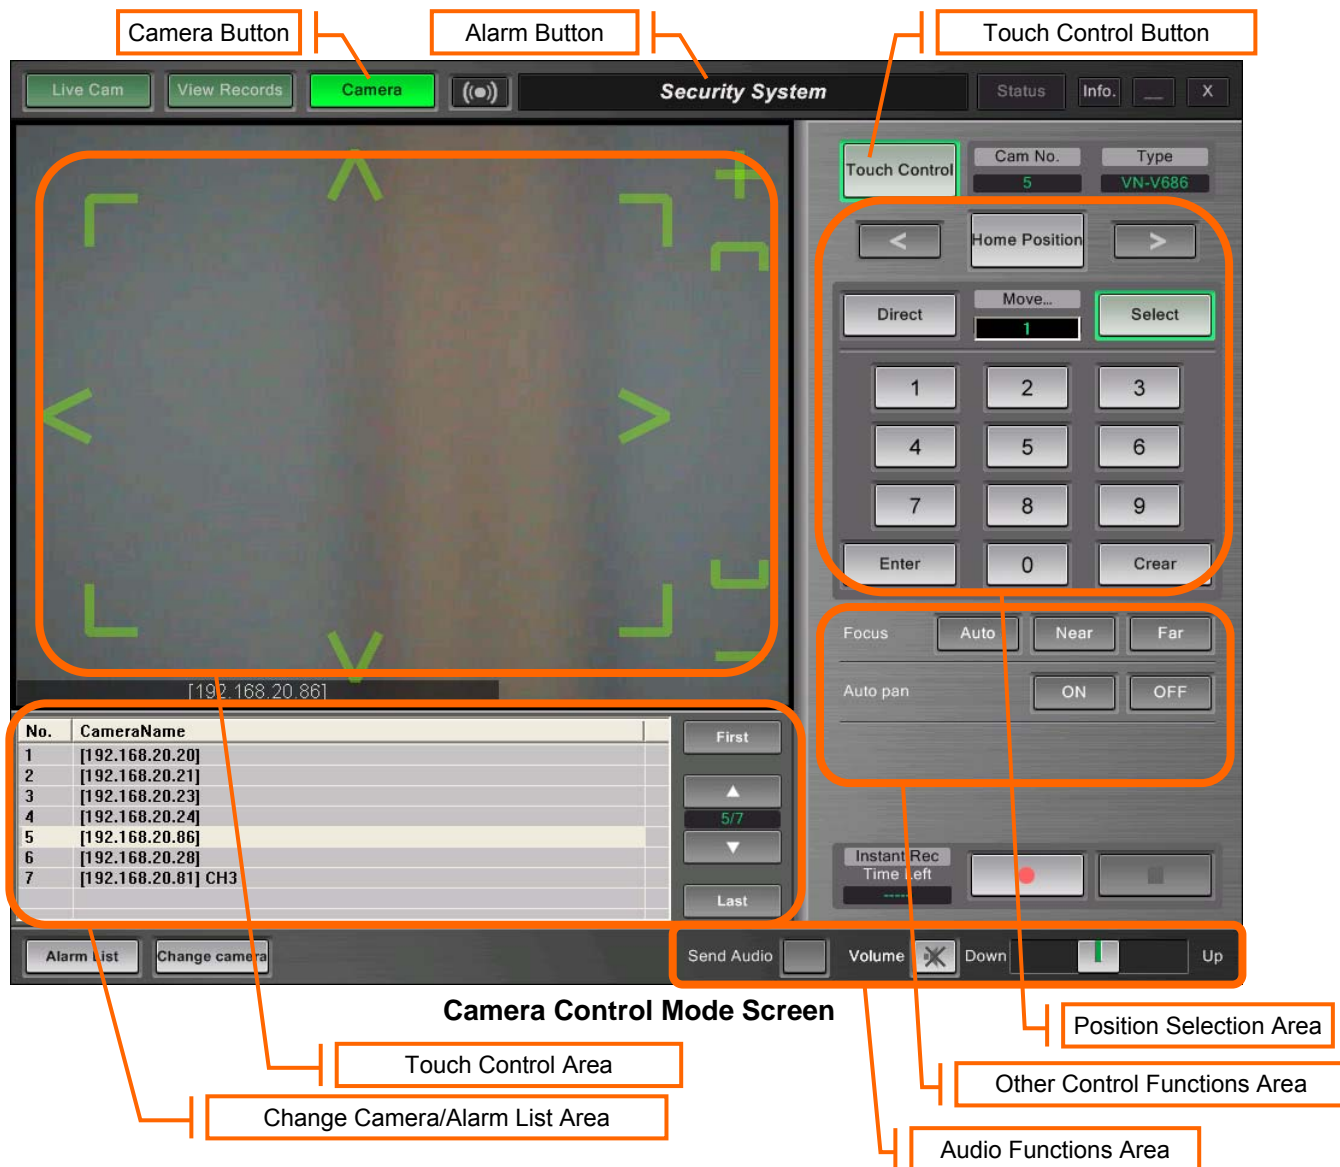 Camera Button
Alarm Button
Touch Control Button
Live Cam
View Records
Camera
((●))
Security System
Status
Info.
X
Touch Control
Cam No.
5
Type
VN-V686
<
Home Position
>
Direct
Move...
1
Select
1
2
3
4
5
6
7
8
9
Enter
0
Crear
Focus
Auto
Near
Far
Auto pan
ON
OFF
[192.168.20.86]
No. CameraName
1 [192.168.20.20]
2 [192.168.20.21]
3 [192.168.20.23]
4 [192.168.20.24]
5 [192.168.20.86]
6 [192.168.20.28]
7 [192.168.20.81] CH3
First
5/7
Last
Instant Rec
Time Left
-----
Alarm List
Change camera
Send Audio
Volume
Down
Up
Camera Control Mode Screen
Position Selection Area
Touch Control Area
Other Control Functions Area
Change Camera/Alarm List Area
Audio Functions Area